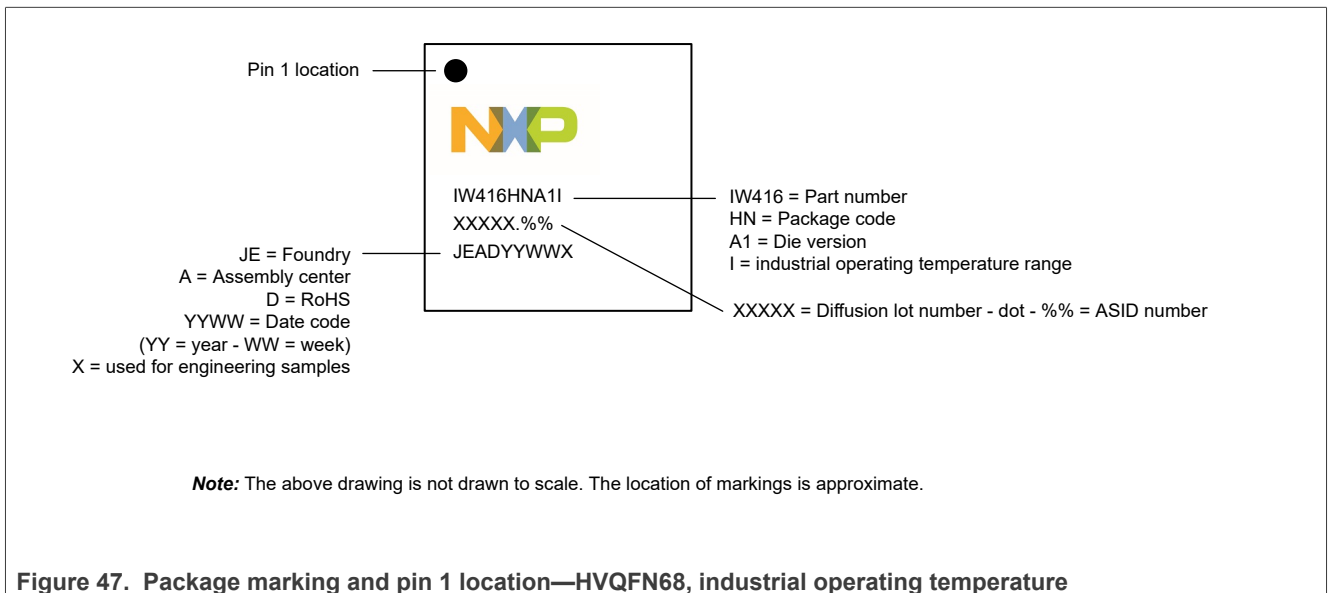 Pin 1 location
NXP
IW416HNA1I
XXXXX.%%
JEADYYWWX
IW416 = Part number
HN = Package code
A1 = Die version
I = industrial operating temperature range
XXXXX = Diffusion lot number - dot - %% = ASID number
JE = Foundry
A = Assembly center
D = RoHS
YYWW = Date code
(YY = year - WW = week)
X = used for engineering samples
Note: The above drawing is not drawn to scale. The location of markings is approximate.
Figure 47. Package marking and pin 1 location—HVQFN68, industrial operating temperature